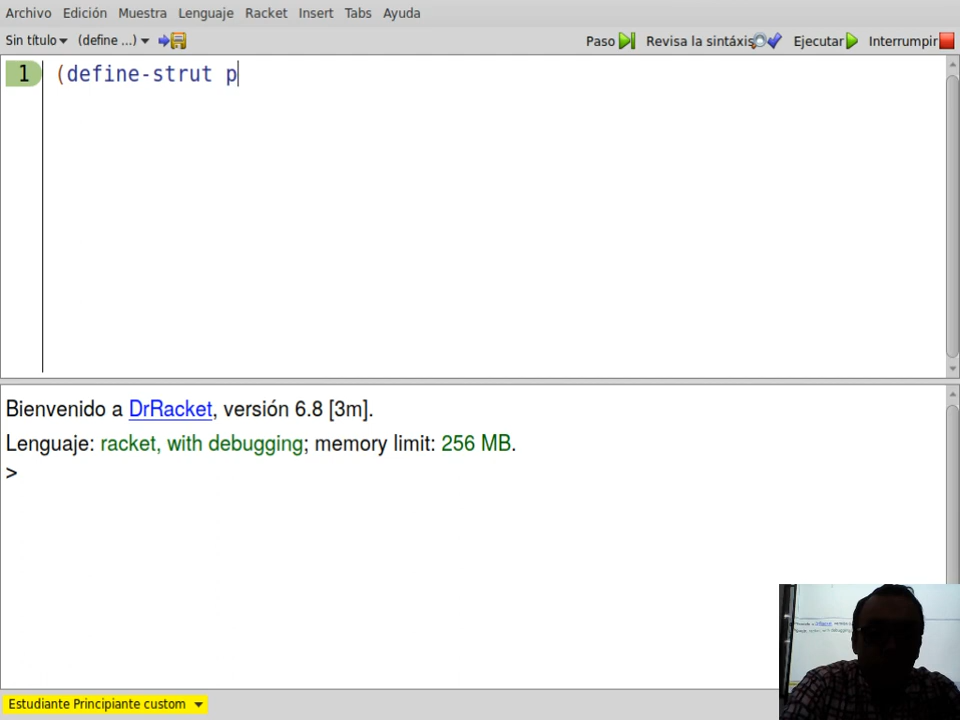 Archivo Edición Muestra Lenguaje Racket Insert Tabs Ayuda
Sin título (define ...) Paso Revisa la sintáxis Ejecutar Interrumpir
1 (define-strut p
Bienvenido a DrRacket, versión 6.8 [3m].
Lenguaje: racket, with debugging; memory limit: 256 MB.
>
Estudiante Principiante custom